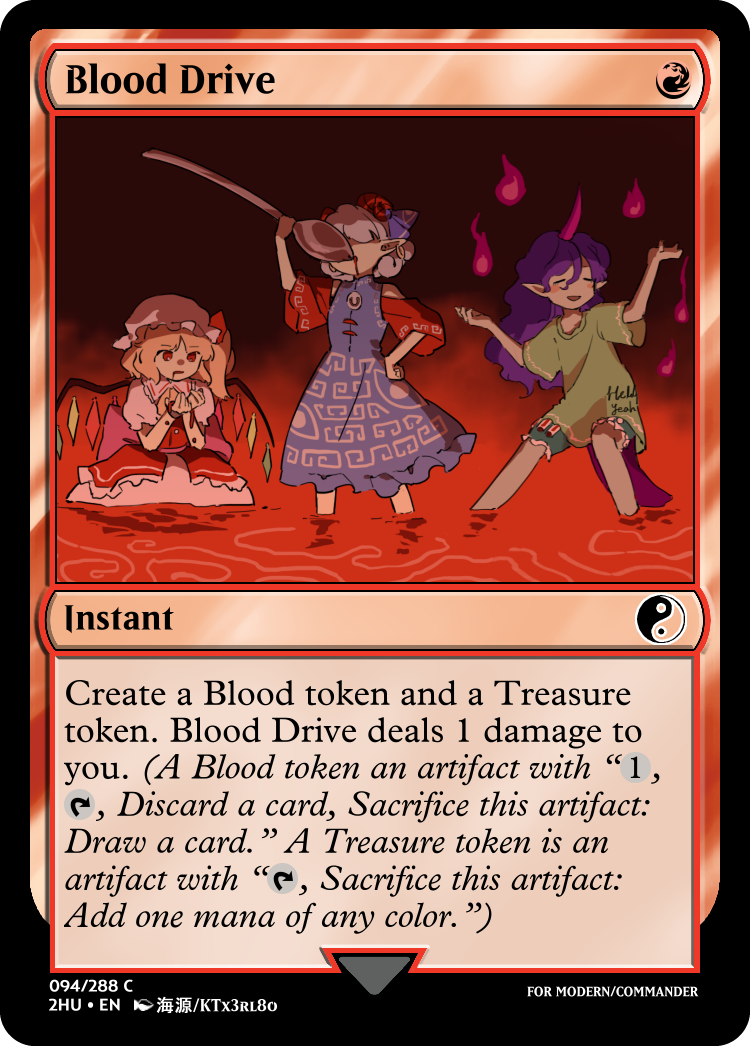 Blood Drive
Hell
Yeah
Instant
Create a Blood token and a Treasure
token. Blood Drive deals 1 damage to
you. (A Blood token an artifact with “1,
, Discard a card, Sacrifice this artifact:
Draw a card.” A Treasure token is an
artifact with “, Sacrifice this artifact:
Add one mana of any color.”)
094/288 C
2HU • EN 海源/KTx3RL8o
FOR MODERN/COMMANDER